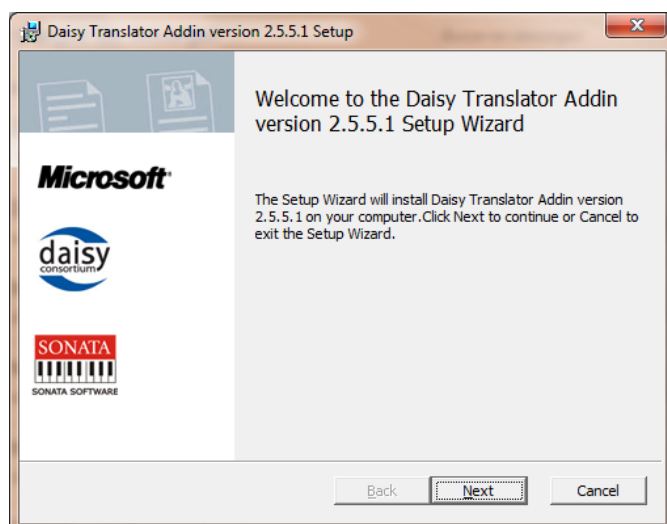 Daisy Translator Addin version 2.5.5.1 Setup
X
Welcome to the Daisy Translator Addin
version 2.5.5.1 Setup Wizard
Microsoft
The Setup Wizard will install Daisy Translator Addin version
2.5.5.1 on your computer.Click Next to continue or Cancel to
exit the Setup Wizard.
daisy
consortium
SONATA
SONATA SOFTWARE
Back Next Cancel